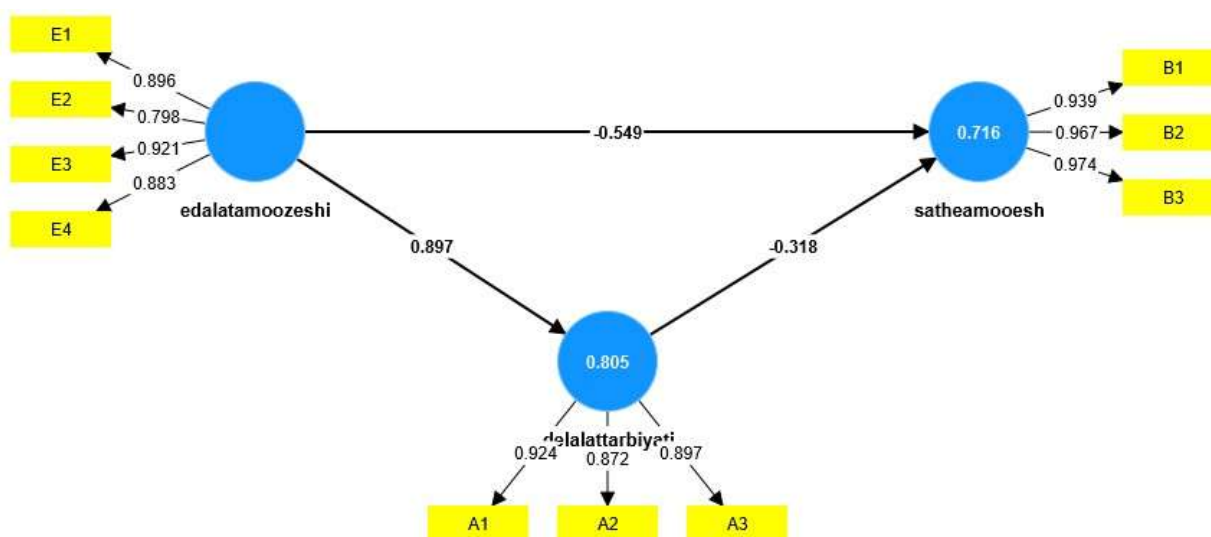 E1
0.896
E2
0.798
E3
0.921
E4
0.883
edalatamoozeshi
-0.549
0.897
-0.318
0.716
satheamooesh
0.939
B1
0.967
B2
0.974
B3
0.805
delalattarbiyati
0.924
0.872
0.897
A1
A2
A3